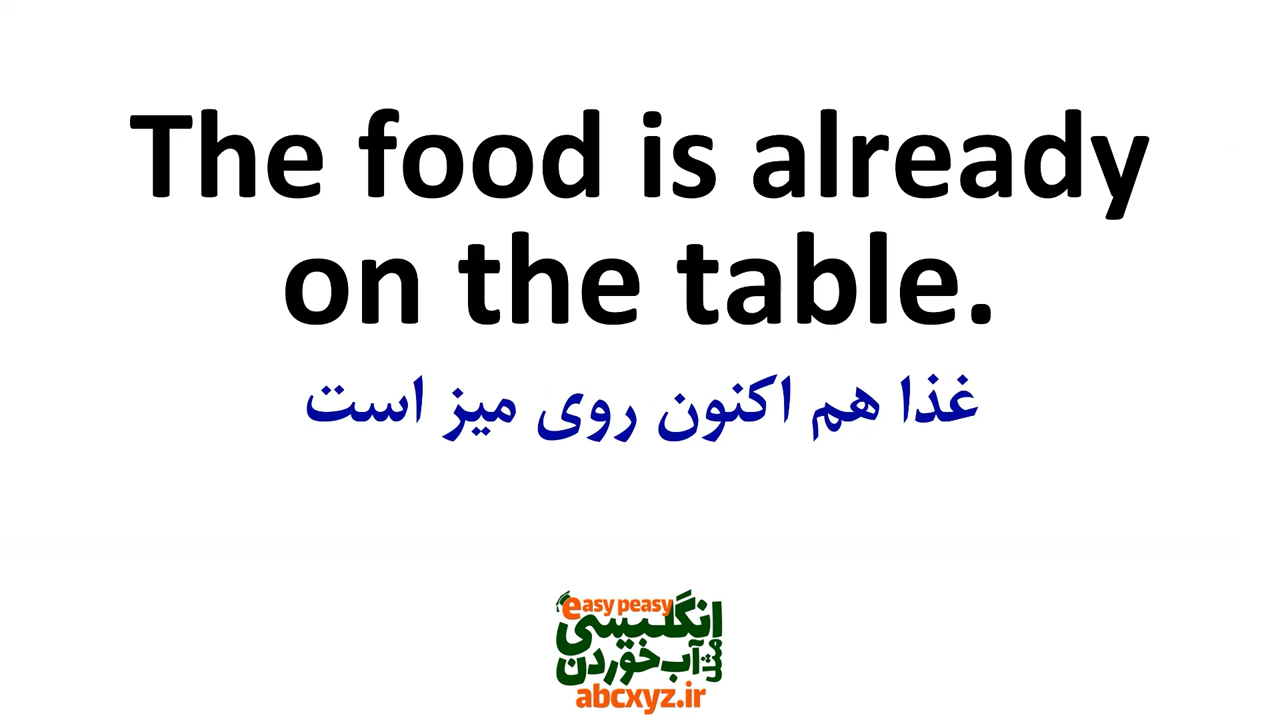 The food is already
on the table.
غذا هم اکنون روی میز است
easy peasy
انگلیسی
مثل آب خوردن
abcxyz.ir